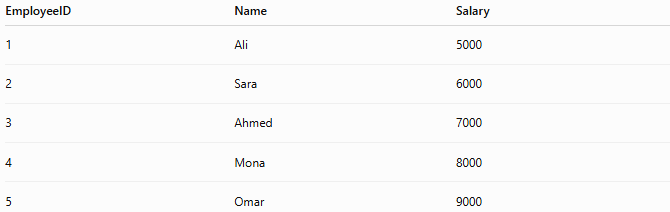 EmployeeID Name Salary
1 Ali 5000
2 Sara 6000
3 Ahmed 7000
4 Mona 8000
5 Omar 9000